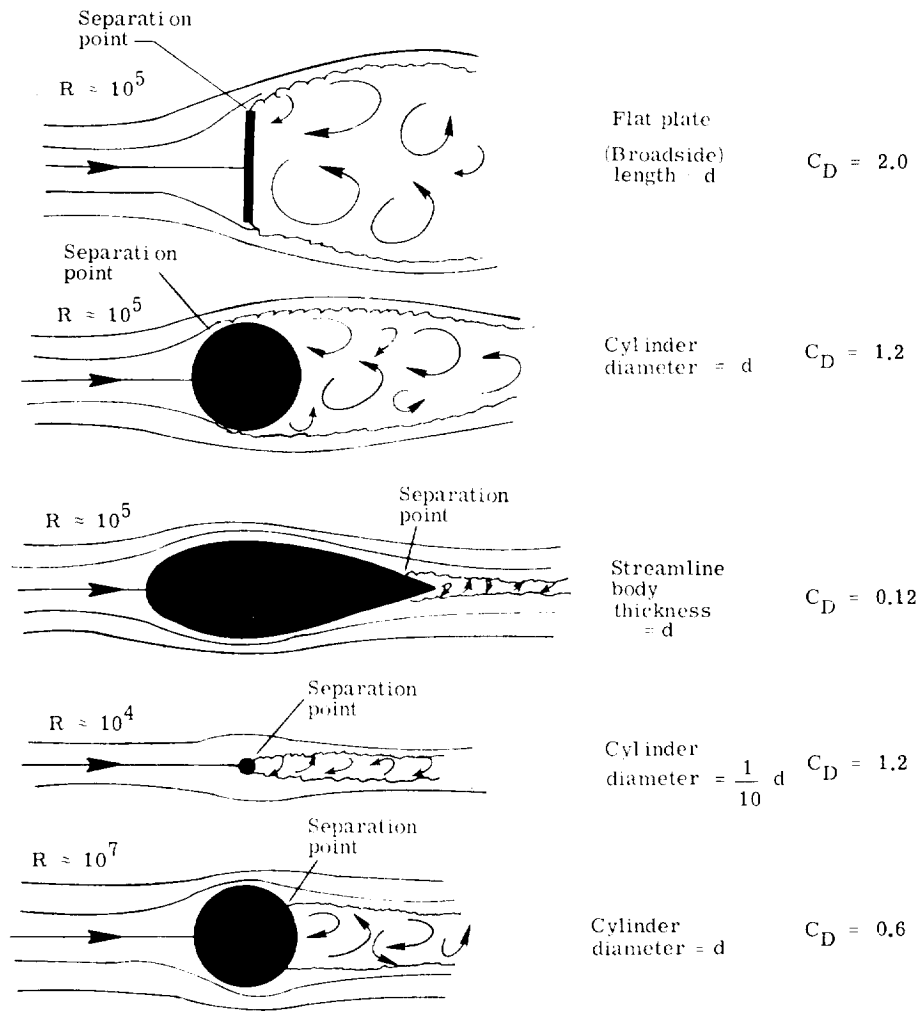 Separation
point
R ≈ 10^5
Flat plate
(Broadside)
length = d
C_D = 2.0
Separation
point
R ≈ 10^5
Cylinder
diameter = d
C_D = 1.2
Separation
point
R ≈ 10^5
Streamline
body
thickness
= d
C_D = 0.12
Separation
point
R ≈ 10^4
Cylinder
diameter = 1/10 d
C_D = 1.2
Separation
point
R ≈ 10^7
Cylinder
diameter = d
C_D = 0.6